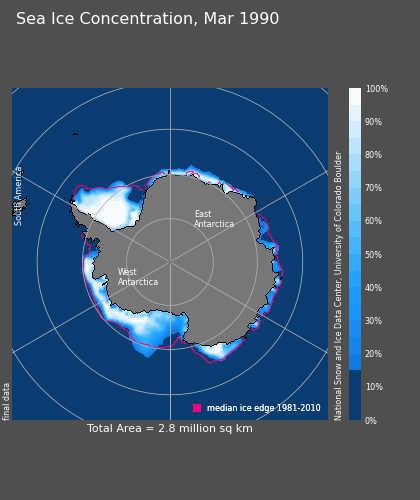 Sea Ice Concentration, Mar 1990
South America
East
Antarctica
West
Antarctica
final data
median ice edge 1981-2010
Total Area = 2.8 million sq km
National Snow and Ice Data Center, University of Colorado Boulder
100%
90%
80%
70%
60%
50%
40%
30%
20%
10%
0%